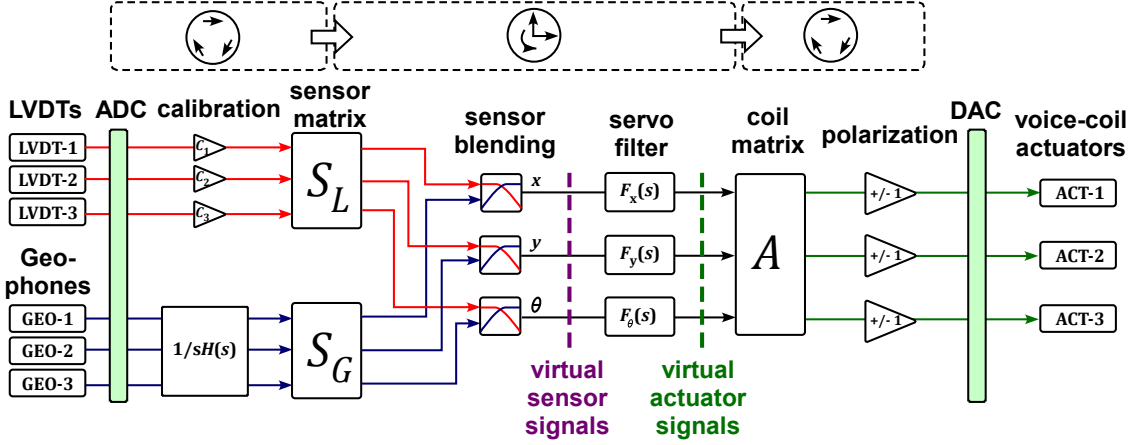 LVDTs
ADC
calibration
sensor
matrix
sensor
blending
servo
filter
coil
matrix
polarization
DAC
voice-coil
actuators
LVDT-1
LVDT-2
LVDT-3
C1
C2
C3
S_L
x
y
θ
F_x(s)
F_y(s)
F_θ(s)
A
+/- 1
+/- 1
+/- 1
ACT-1
ACT-2
ACT-3
Geo-
phones
GEO-1
GEO-2
GEO-3
1/sH(s)
S_G
virtual
sensor
signals
virtual
actuator
signals